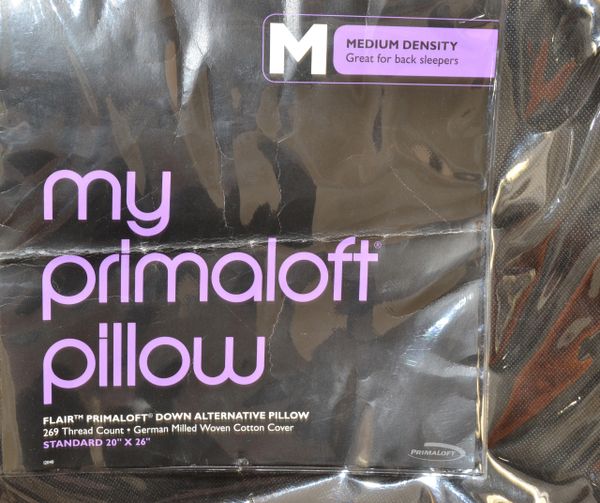 M
MEDIUM DENSITY
Great for back sleepers
my
primaloft®
pillow
FLAIR™ PRIMALOFT® DOWN ALTERNATIVE PILLOW
269 Thread Count • German Milled Woven Cotton Cover
STANDARD 20" X 26"
PRIMALOFT